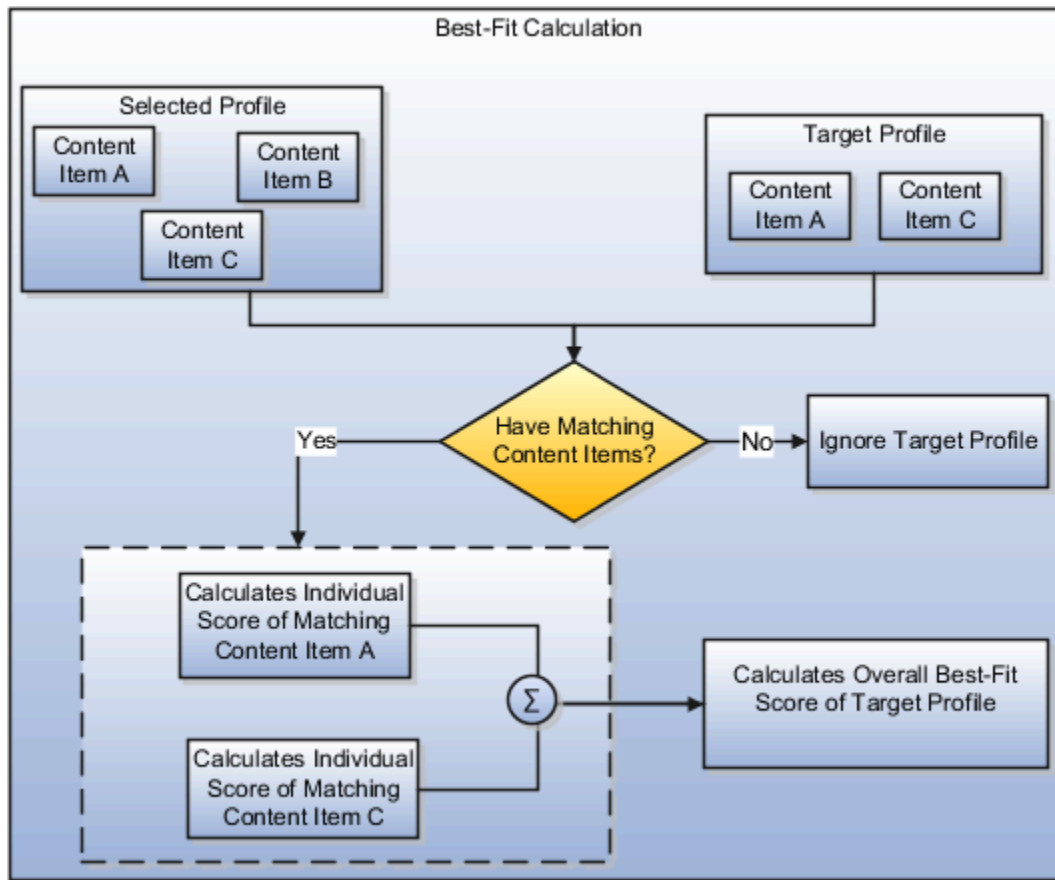 Best-Fit Calculation
Selected Profile
Content
Item A
Content
Item B
Content
Item C
Target Profile
Content
Item A
Content
Item C
Have Matching
Content Items?
Yes
No
Ignore Target Profile
Calculates Individual
Score of Matching
Content Item A
Σ
Calculates Overall Best-Fit
Score of Target Profile
Calculates Individual
Score of Matching
Content Item C